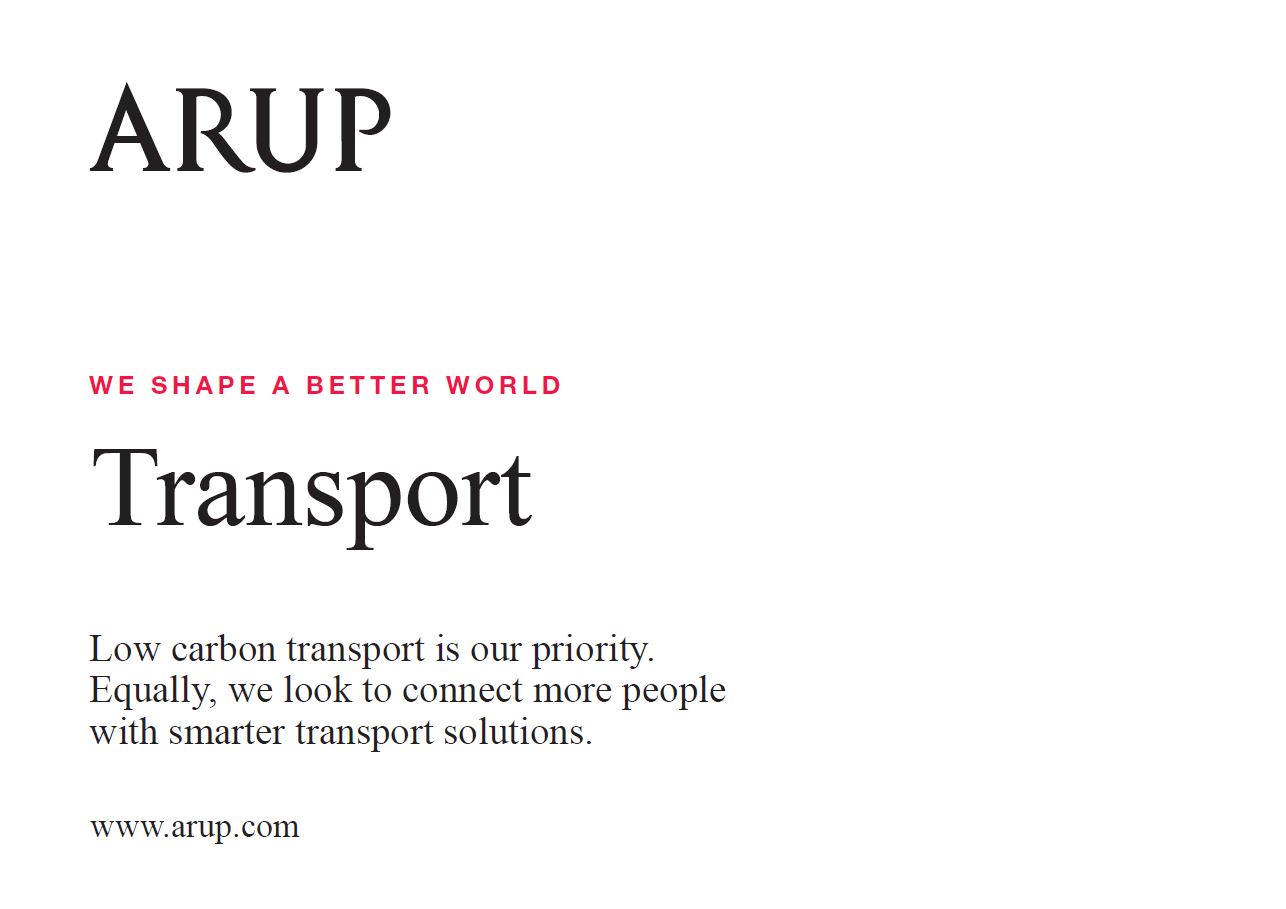 ARUP
WE SHAPE A BETTER WORLD
Transport
Low carbon transport is our priority.
Equally, we look to connect more people
with smarter transport solutions.
www.arup.com